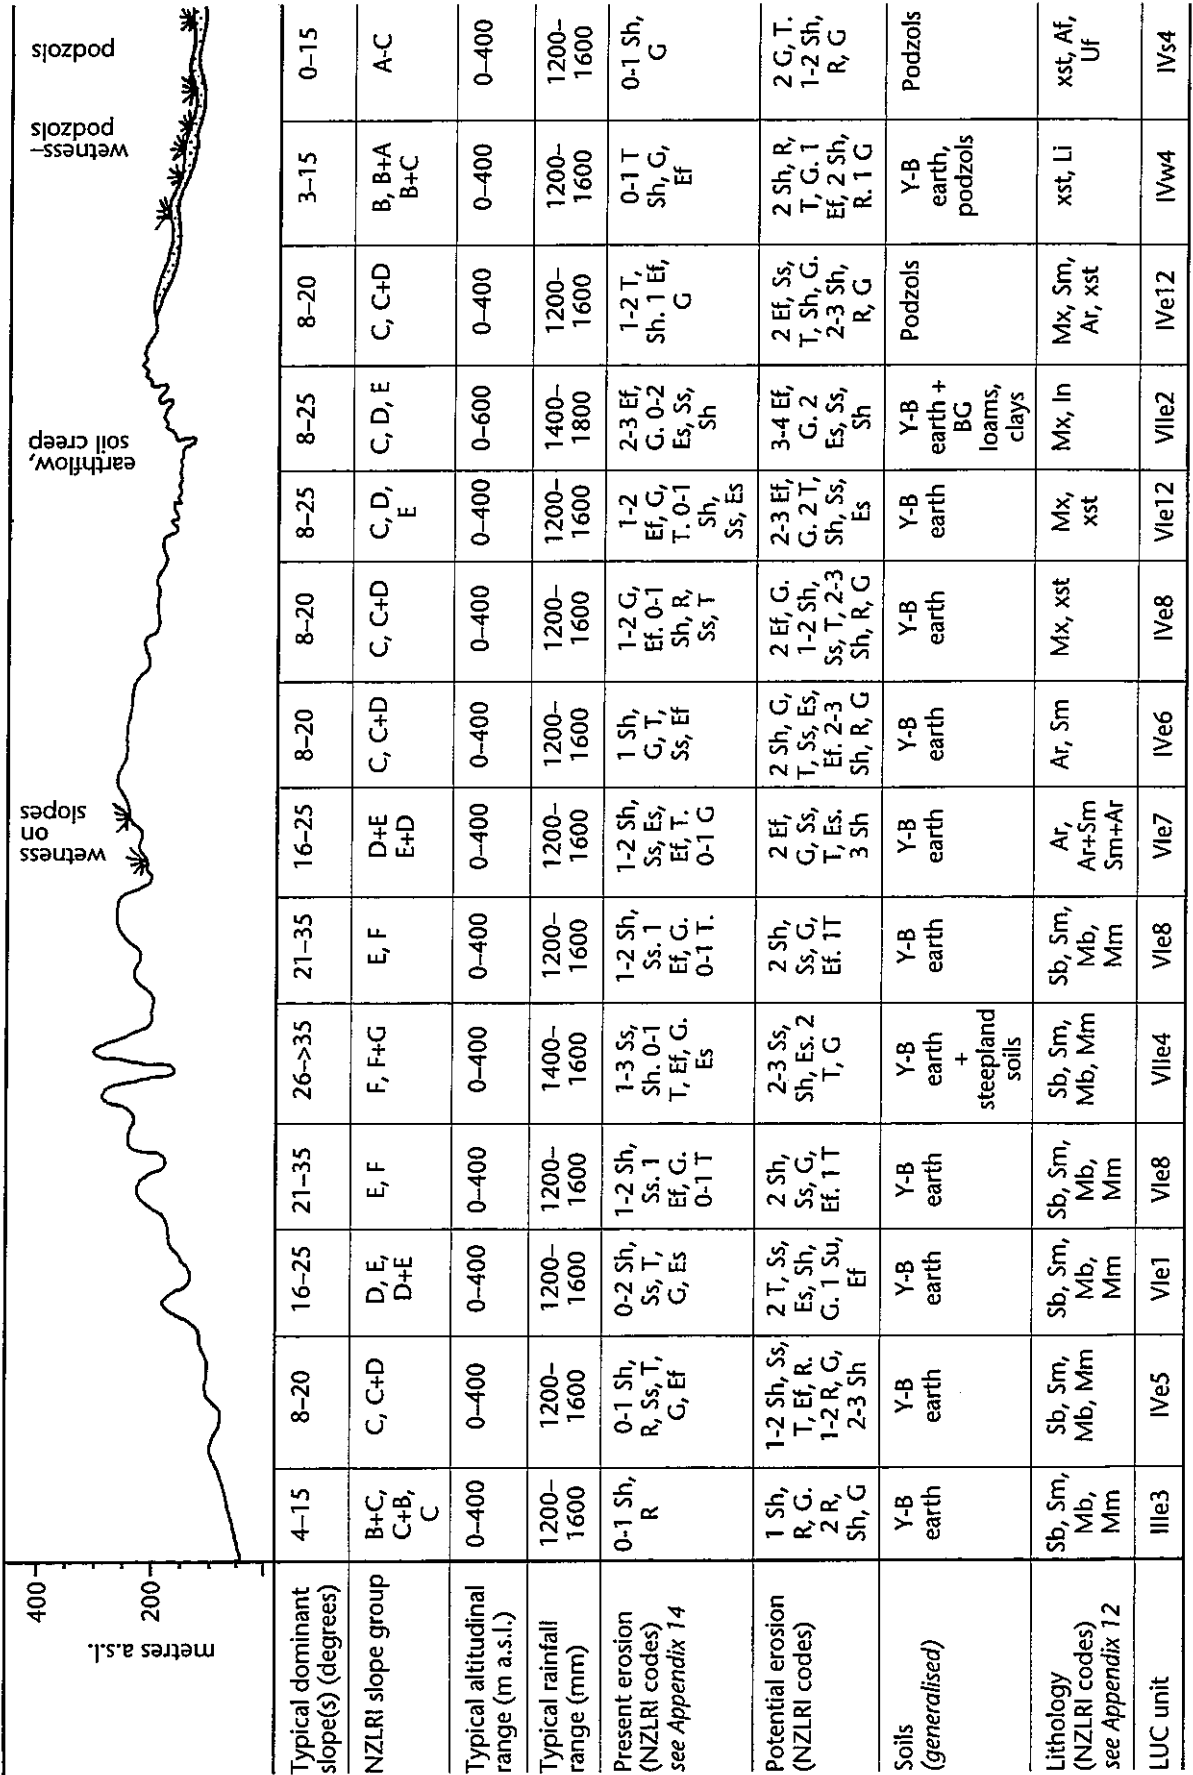 metres a.s.l.
400
200
wetness
on
slopes
earthflow,
soil creep
wetness–
podzols
podzols
Typical dominant
slope(s) (degrees)
4–15
8–20
16–25
21–35
26–>35
21–35
16–25
8–20
8–20
8–25
8–25
8–20
3–15
0–15
NZLRI slope group
B+C,
C+B,
C
C, C+D
D, E,
D+E
E, F
F, F+G
E, F
D+E
E+D
C, C+D
C, C+D
C, D,
E
C, D, E
C, C+D
B, B+A
B+C
A-C
Typical altitudinal
range (m a.s.l.)
0–400
0–400
0–400
0–400
0–400
0–400
0–400
0–400
0–400
0–400
0–600
0–400
0–400
0–400
Typical rainfall
range (mm)
1200–
1600
1200–
1600
1200–
1600
1200–
1600
1400–
1600
1200–
1600
1200–
1600
1200–
1600
1200–
1600
1200–
1600
1400–
1800
1200–
1600
1200–
1600
1200–
1600
Present erosion
(NZLRI codes)
see Appendix 14
0-1 Sh,
R
0-1 Sh,
R, Ss, T,
G, Ef
0-2 Sh,
Ss, T,
G, Es
1-2 Sh,
Ss. 1
Ef, G.
0-1 T
1-3 Ss,
Sh. 0-1
T, Ef, G.
Es
1-2 Sh,
Ss. 1
Ef, G.
0-1 T.
1-2 Sh,
Ss, Es,
Ef, T.
0-1 G
1 Sh,
G, T,
Ss, Ef
1-2 G,
Ef. 0-1
Sh, R,
Ss, T
1-2
Ef, G,
T. 0-1
Sh,
Ss, Es
2-3 Ef,
G. 0-2
Es, Ss,
Sh
1-2 T,
Sh. 1 Ef,
G
0-1 T
Sh, G,
Ef
0-1 Sh,
G
Potential erosion
(NZLRI codes)
1 Sh,
R, G.
2 R,
Sh, G
1-2 Sh, Ss,
T, Ef, R.
1-2 R, G,
2-3 Sh
2 T, Ss,
Es, Sh,
G. 1 Su,
Ef
2 Sh,
Ss, G,
Ef. 1 T
2-3 Ss,
Sh, Es. 2
T, G
2 Sh,
Ss, G,
Ef. 1T
2 Ef,
G, Ss,
T, Es.
3 Sh
2 Sh, G,
T, Ss, Es,
Ef. 2-3
Sh, R, G
2 Ef, G.
1-2 Sh,
Ss, T, 2-3
Sh, R, G
2-3 Ef,
G. 2 T,
Sh, Ss,
Es
3-4 Ef,
G. 2
Es, Ss,
Sh
2 Ef, Ss,
T, Sh, G.
2-3 Sh,
R, G
2 Sh, R,
T, G. 1
Ef, 2 Sh,
R. 1 G
2 G, T.
1-2 Sh,
R, G
Soils
(generalised)
Y-B
earth
Y-B
earth
Y-B
earth
Y-B
earth
Y-B
earth
+
steepland
soils
Y-B
earth
Y-B
earth
Y-B
earth
Y-B
earth
Y-B
earth
Y-B
earth +
BG
loams,
clays
Podzols
Y-B
earth,
podzols
Podzols
Lithology
(NZLRI codes)
see Appendix 12
Sb, Sm,
Mb,
Mm
Sb, Sm,
Mb, Mm
Sb, Sm,
Mb,
Mm
Sb, Sm,
Mb,
Mm
Sb, Sm,
Mb, Mm
Sb, Sm,
Mb,
Mm
Ar,
Ar+Sm
Sm+Ar
Ar, Sm
Mx, xst
Mx,
xst
Mx, In
Mx, Sm,
Ar, xst
xst, Li
xst, Af,
Uf
LUC unit
IIIe3
IVe5
VIe1
VIe8
VIIe4
VIe8
VIe7
IVe6
IVe8
VIe12
VIIe2
IVe12
IVw4
IVs4